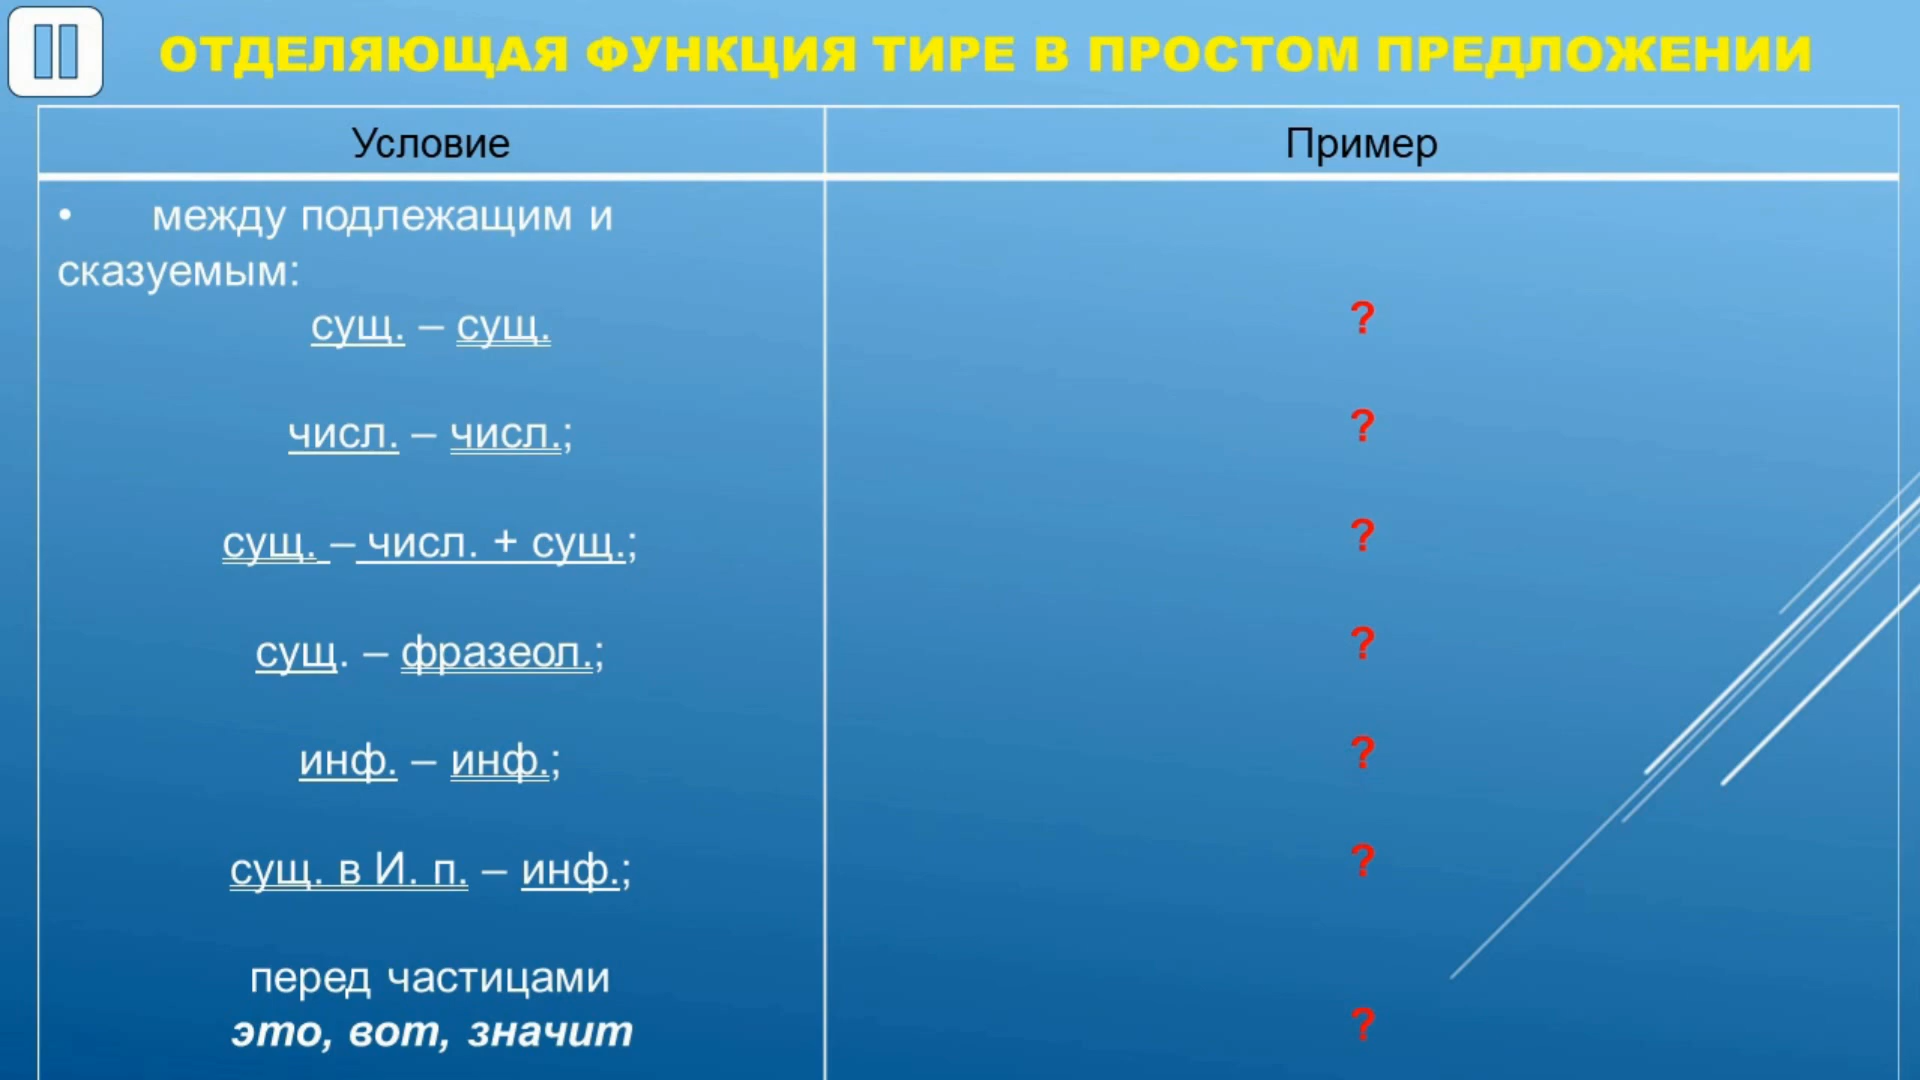 ОТДЕЛЯЮЩАЯ ФУНКЦИЯ ТИРЕ В ПРОСТОМ ПРЕДЛОЖЕНИИ
Условие
Пример
• между подлежащим и
сказуемым:
сущ. – сущ.
?
числ. – числ.;
?
сущ. – числ. + сущ.;
?
сущ. – фразеол.;
?
инф. – инф.;
?
сущ. в И. п. – инф.;
?
перед частицами
это, вот, значит
?